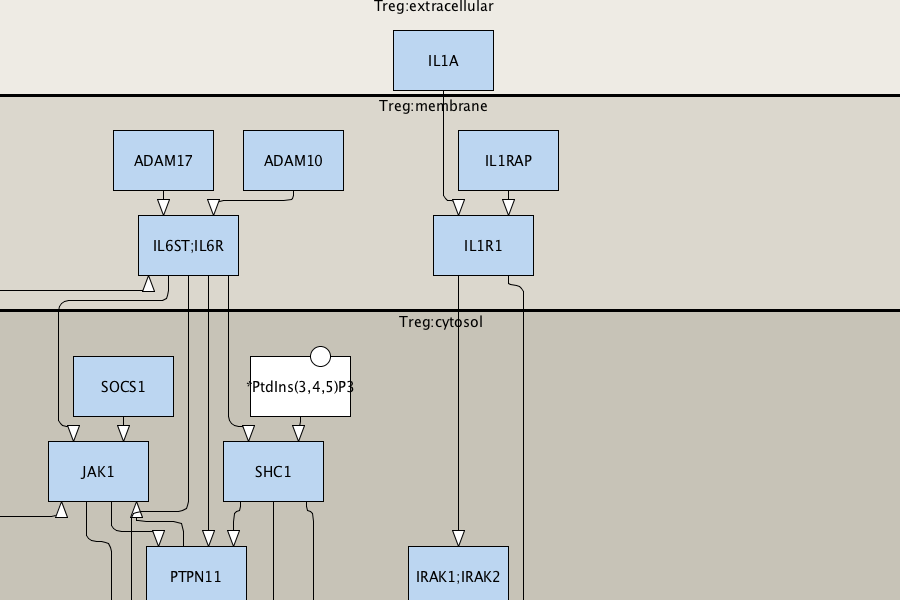 Treg:extracellular
IL1A
Treg:membrane
ADAM17
ADAM10
IL1RAP
IL6ST;IL6R
IL1R1
Treg:cytosol
SOCS1
*PtdIns(3,4,5)P3
JAK1
SHC1
PTPN11
IRAK1;IRAK2